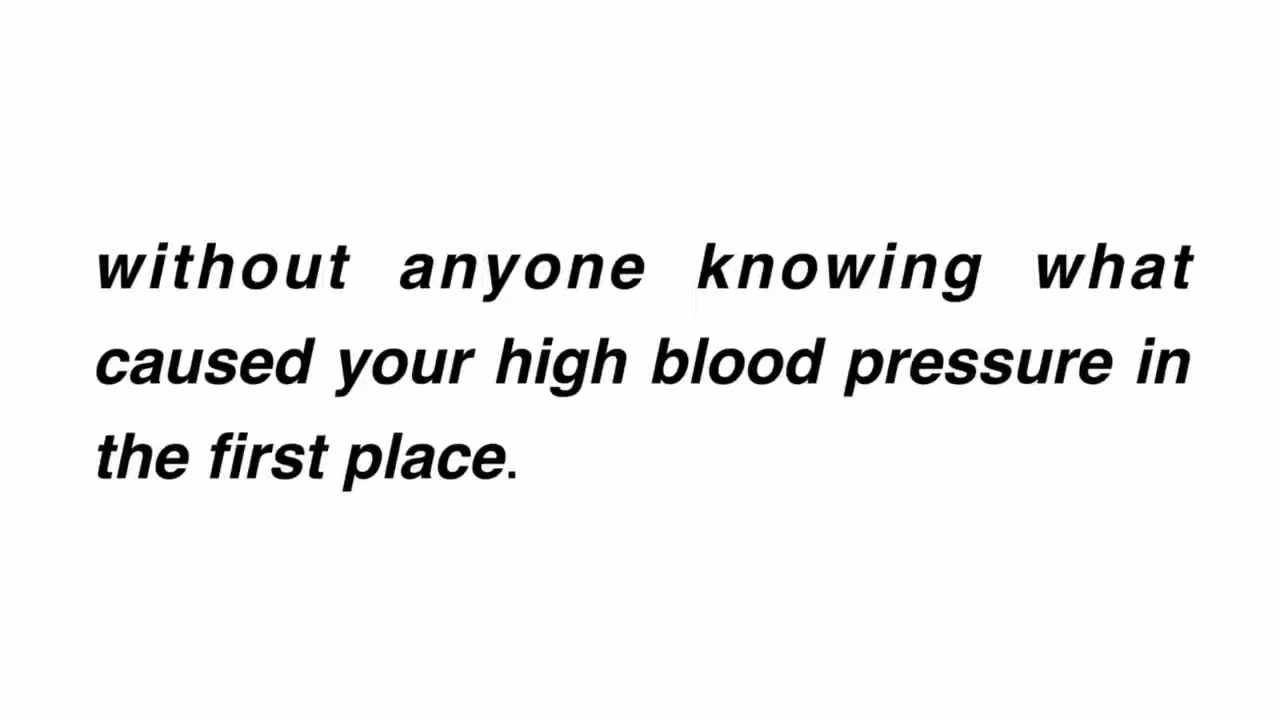 without anyone knowing what
caused your high blood pressure in
the first place.